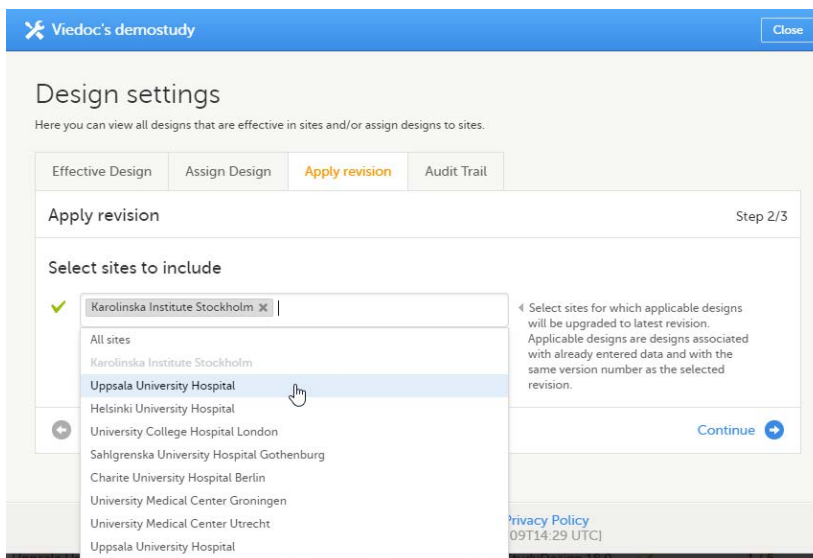 Viedoc's demostudy
Close
Design settings
Here you can view all designs that are effective in sites and/or assign designs to sites.
Effective Design
Assign Design
Apply revision
Audit Trail
Apply revision
Step 2/3
Select sites to include
Karolinska Institute Stockholm
All sites
Karolinska Institute Stockholm
Uppsala University Hospital
Helsinki University Hospital
University College Hospital London
Sahlgrenska University Hospital Gothenburg
Charite University Hospital Berlin
University Medical Center Groningen
University Medical Center Utrecht
Uppsala University Hospital
Select sites for which applicable designs
will be upgraded to latest revision.
Applicable designs are designs associated
with already entered data and with the
same version number as the selected
revision.
Continue
Privacy Policy
09T14:29 UTC]